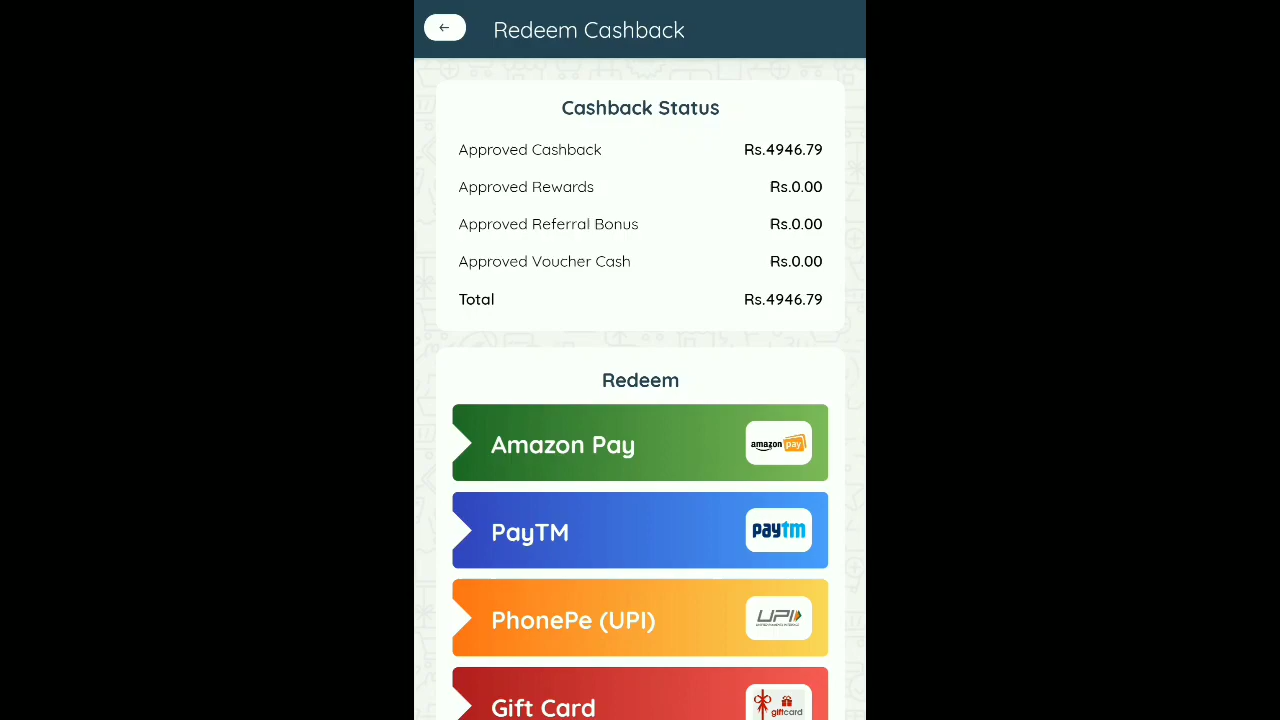 Redeem Cashback
Cashback Status
Approved Cashback Rs.4946.79
Approved Rewards Rs.0.00
Approved Referral Bonus Rs.0.00
Approved Voucher Cash Rs.0.00
Total Rs.4946.79
Redeem
Amazon Pay amazon pay
PayTM paytm
PhonePe (UPI) UPI
Gift Card giftcard